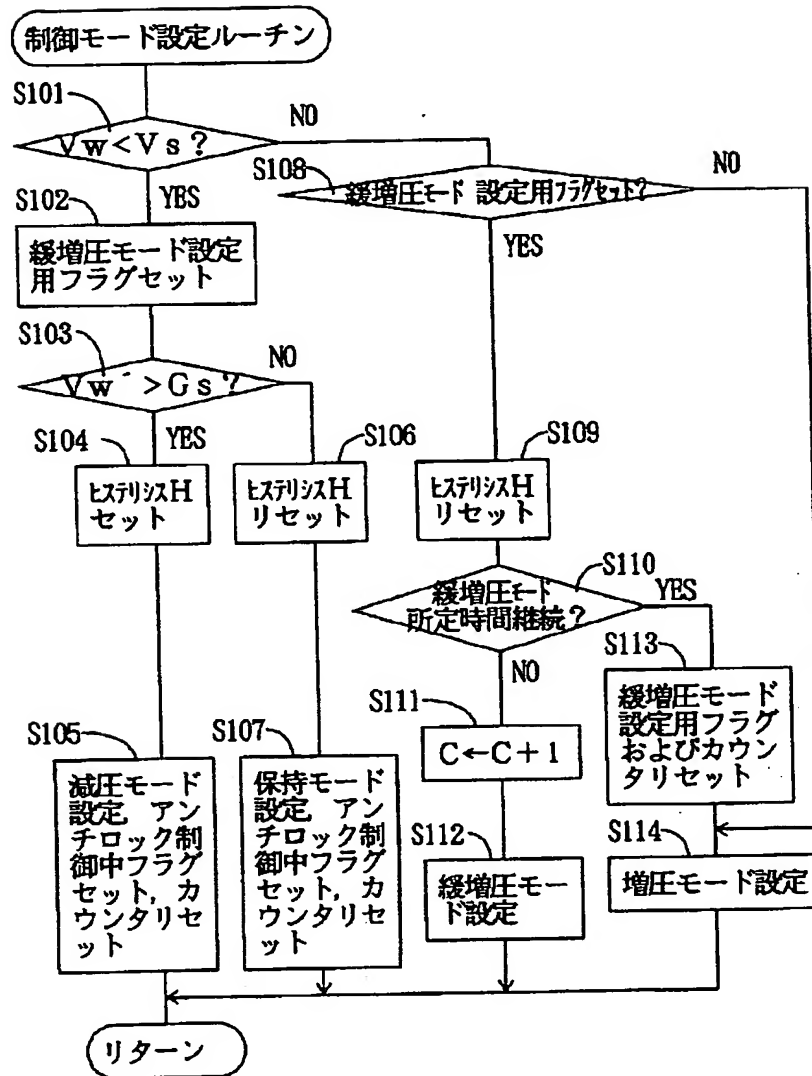 制御モード設定ルーチン
S101
Vw<Vs?
NO
YES
S108
緩増圧モード 設定用フラグセット?
NO
YES
S102
緩増圧モード設定
用フラグセット
S103
Vw´>Gs?
NO
YES
S104
ヒステリシスH
セット
S106
ヒステリシスH
リセット
S109
ヒステリシスH
リセット
S110
緩増圧モード
所定時間継続?
YES
NO
S113
緩増圧モード
設定用フラグ
およびカウン
タリセット
S111
C←C+1
S105
減圧モード
設定, アン
チロック制
御中フラグ
セット, カ
ウンタリセ
ット
S107
保持モード
設定, アン
チロック制
御中フラグ
セット, カ
ウンタリセ
ット
S112
緩増圧モー
ド設定
S114
増圧モード設定
リターン